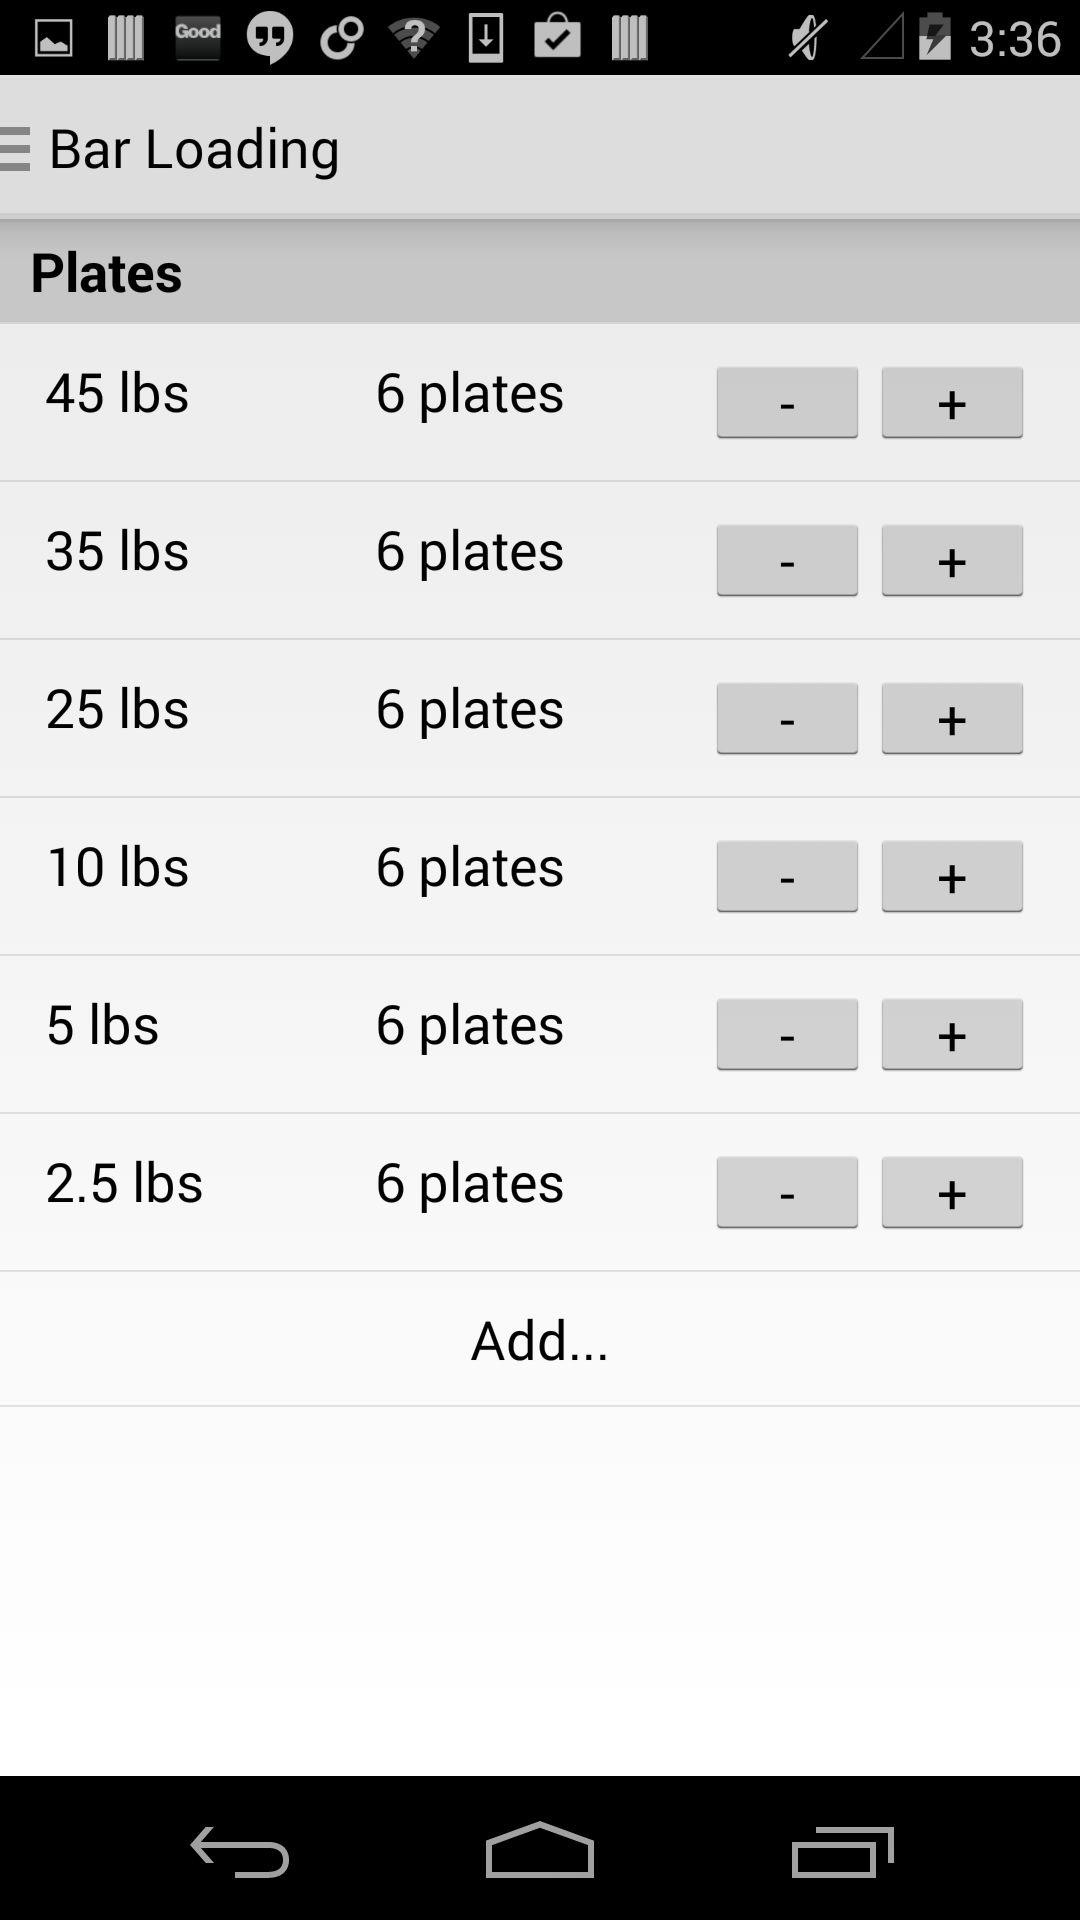 Good 3:36
Bar Loading
Plates
45 lbs 6 plates - +
35 lbs 6 plates - +
25 lbs 6 plates - +
10 lbs 6 plates - +
5 lbs 6 plates - +
2.5 lbs 6 plates - +
Add...